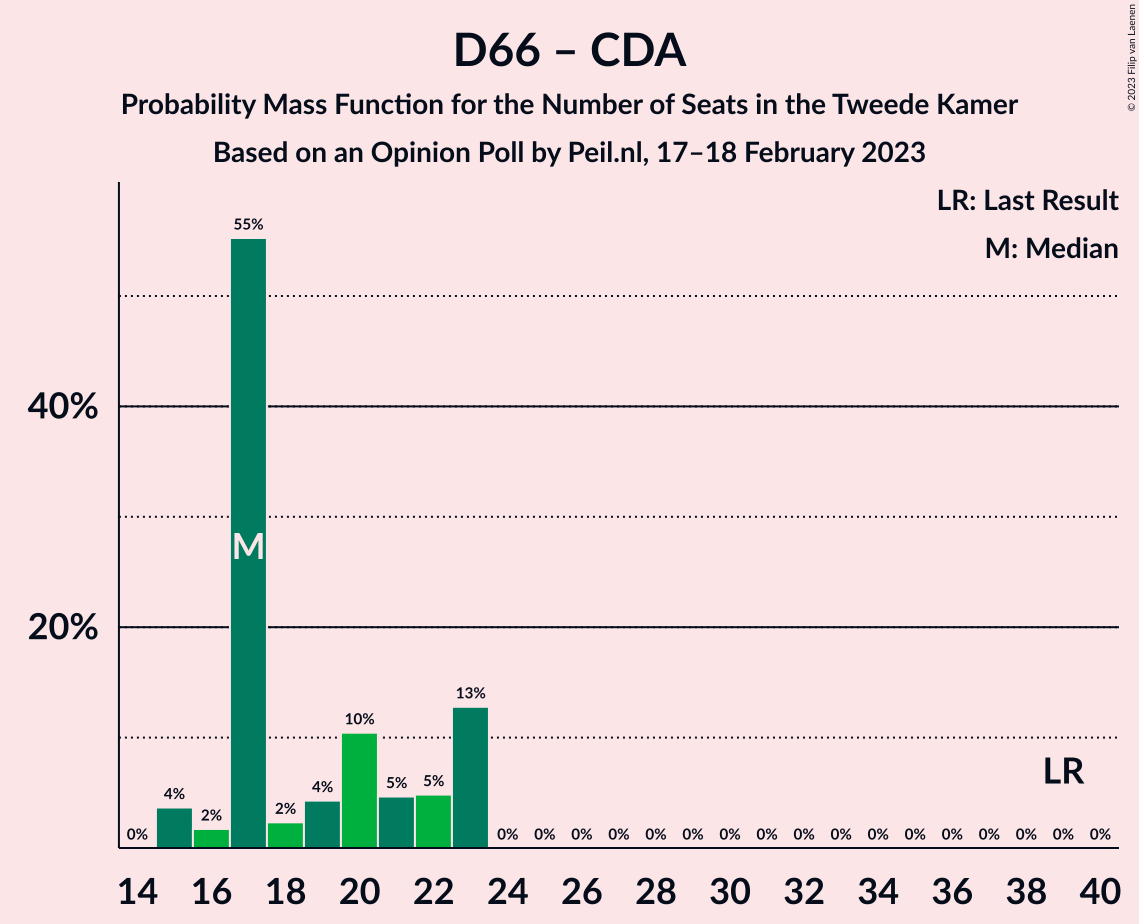 D66 – CDA
Probability Mass Function for the Number of Seats in the Tweede Kamer
Based on an Opinion Poll by Peil.nl, 17–18 February 2023
© 2023 Filip van Laenen
LR: Last Result
M: Median
55%
40%
M
20%
13%
10%
LR
0% 4% 2% 2% 4% 5% 5% 0% 0% 0% 0% 0% 0% 0% 0% 0% 0% 0% 0% 0% 0% 0% 0% 0%
14 16 18 20 22 24 26 28 30 32 34 36 38 40